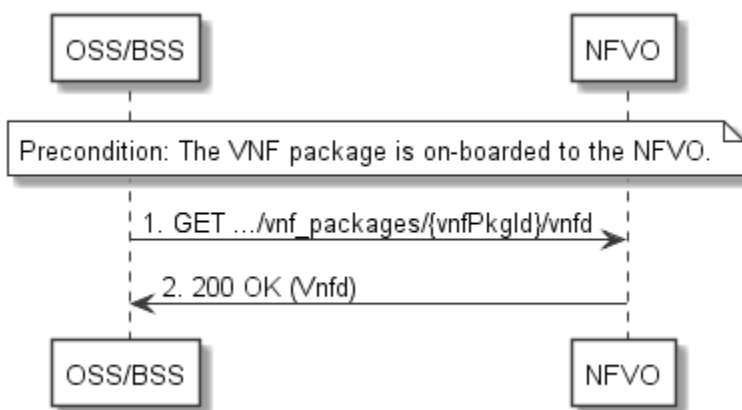 OSS/BSS
NFVO
Precondition: The VNF package is on-boarded to the NFVO.
1. GET .../vnf_packages/{vnfPkgId}/vnfd
2. 200 OK (Vnfd)
OSS/BSS
NFVO